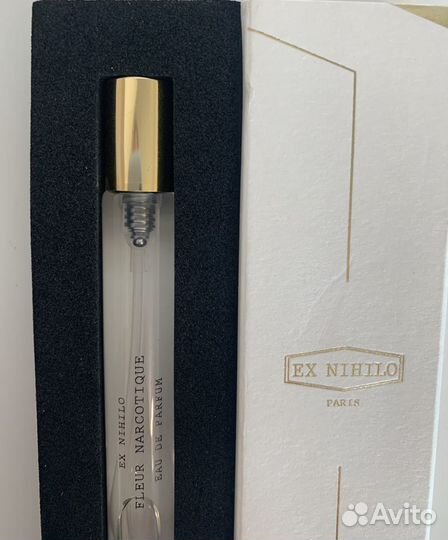 EX NIHILO
FLEUR NARCOTIQUE
EAU DE PARFUM
EX NIHILO
PARIS
Avito